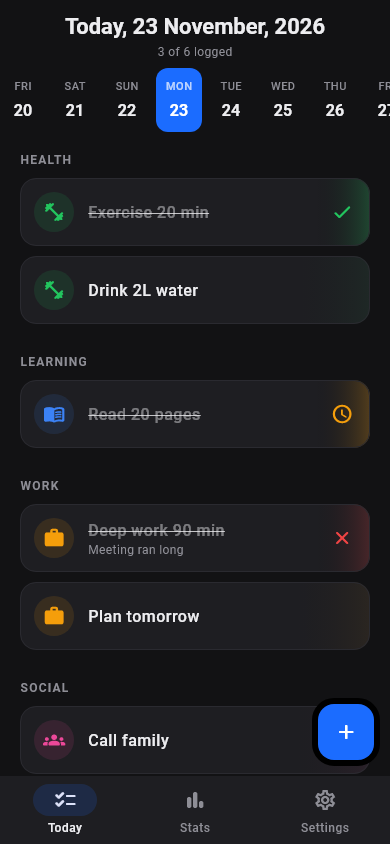 Today, 23 November, 2026
3 of 6 logged
FRI SAT SUN MON TUE WED THU FR
20 21 22 23 24 25 26 27
HEALTH
Exercise 20 min
Drink 2L water
LEARNING
Read 20 pages
WORK
Deep work 90 min
Meeting ran long
Plan tomorrow
SOCIAL
Call family
+
Today Stats Settings